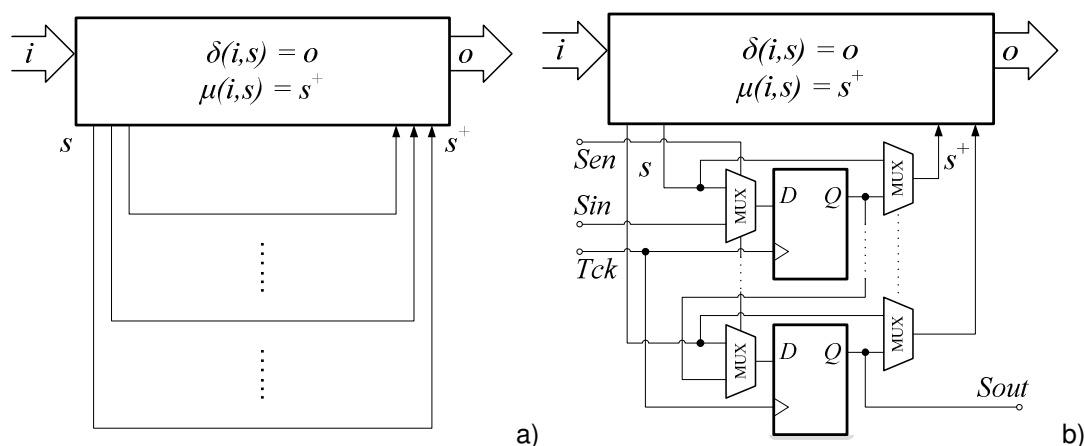 i
δ(i,s) = o
μ(i,s) = s⁺
o
s
s⁺
a)
i
δ(i,s) = o
μ(i,s) = s⁺
o
Sen
s
s⁺
MUX
MUX
D
Q
Sin
Tck
MUX
MUX
D
Q
Sout
b)